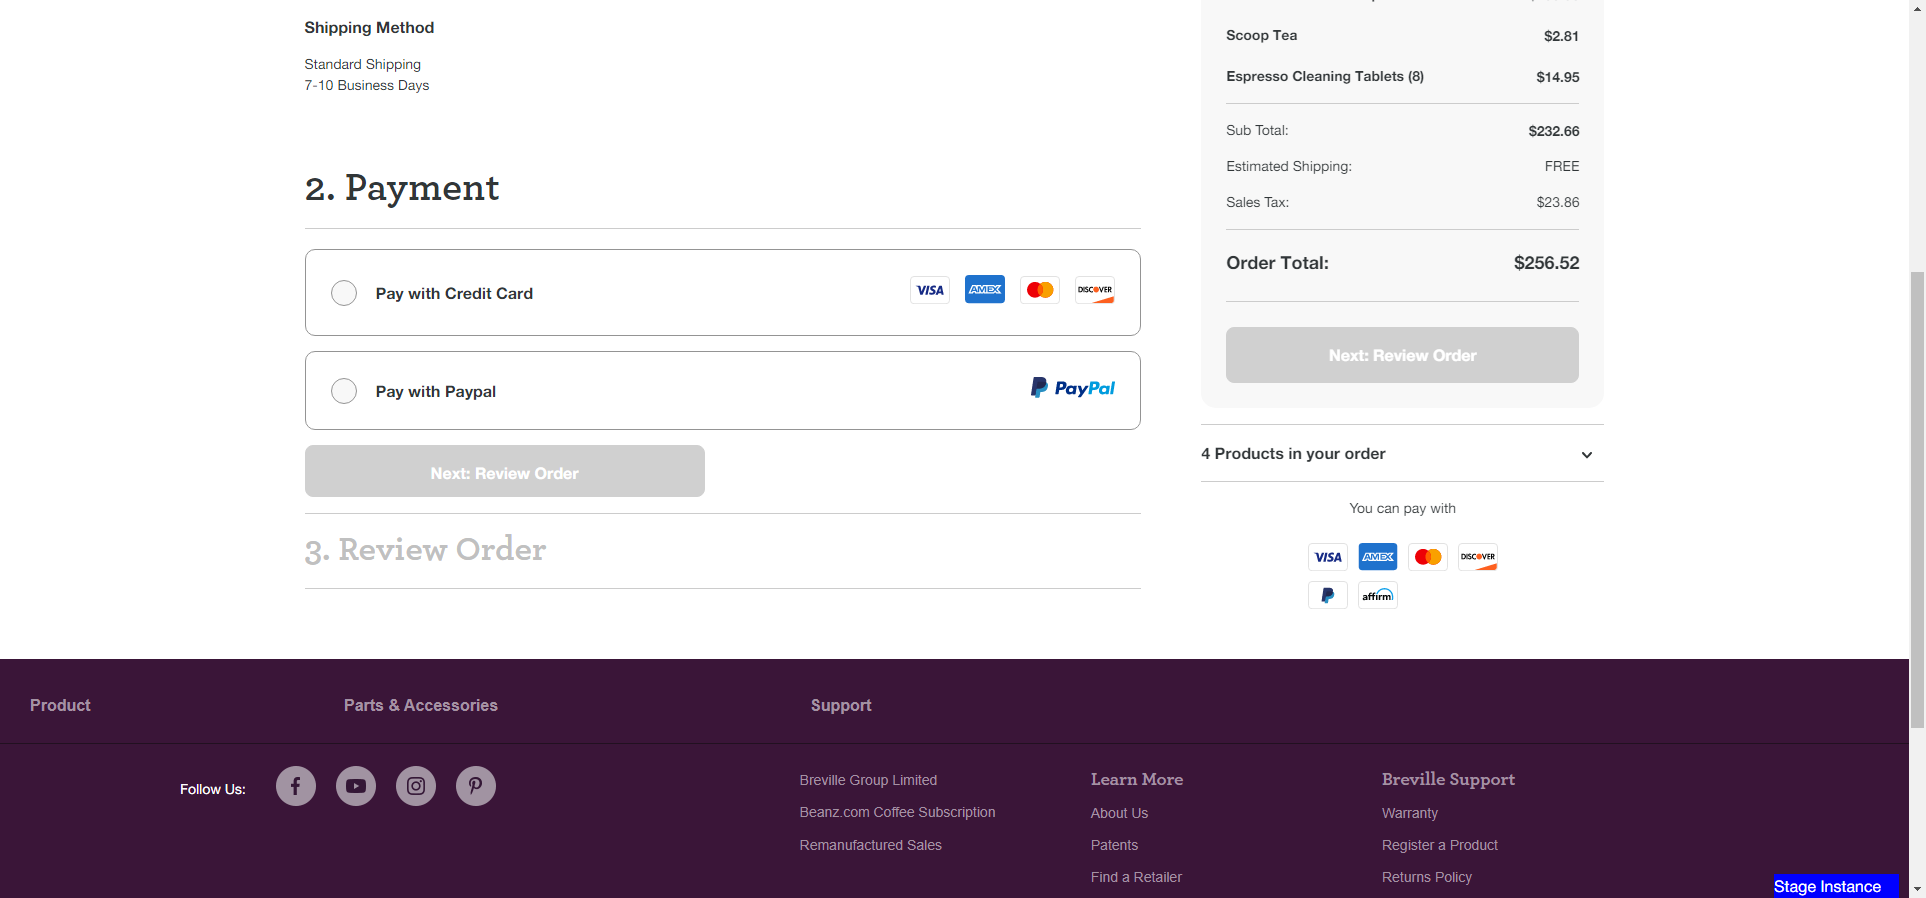 Shipping Method
Standard Shipping
7-10 Business Days
2. Payment
Pay with Credit Card
VISA
AMEX
DISCOVER
Pay with Paypal
PayPal
Next: Review Order
3. Review Order
Scoop Tea $2.81
Espresso Cleaning Tablets (8) $14.95
Sub Total: $232.66
Estimated Shipping: FREE
Sales Tax: $23.86
Order Total: $256.52
Next: Review Order
4 Products in your order
You can pay with
VISA
AMEX
DISCOVER
affirm
Product
Parts & Accessories
Support
Follow Us:
Breville Group Limited
Beanz.com Coffee Subscription
Remanufactured Sales
Learn More
About Us
Patents
Find a Retailer
Breville Support
Warranty
Register a Product
Returns Policy
Stage Instance